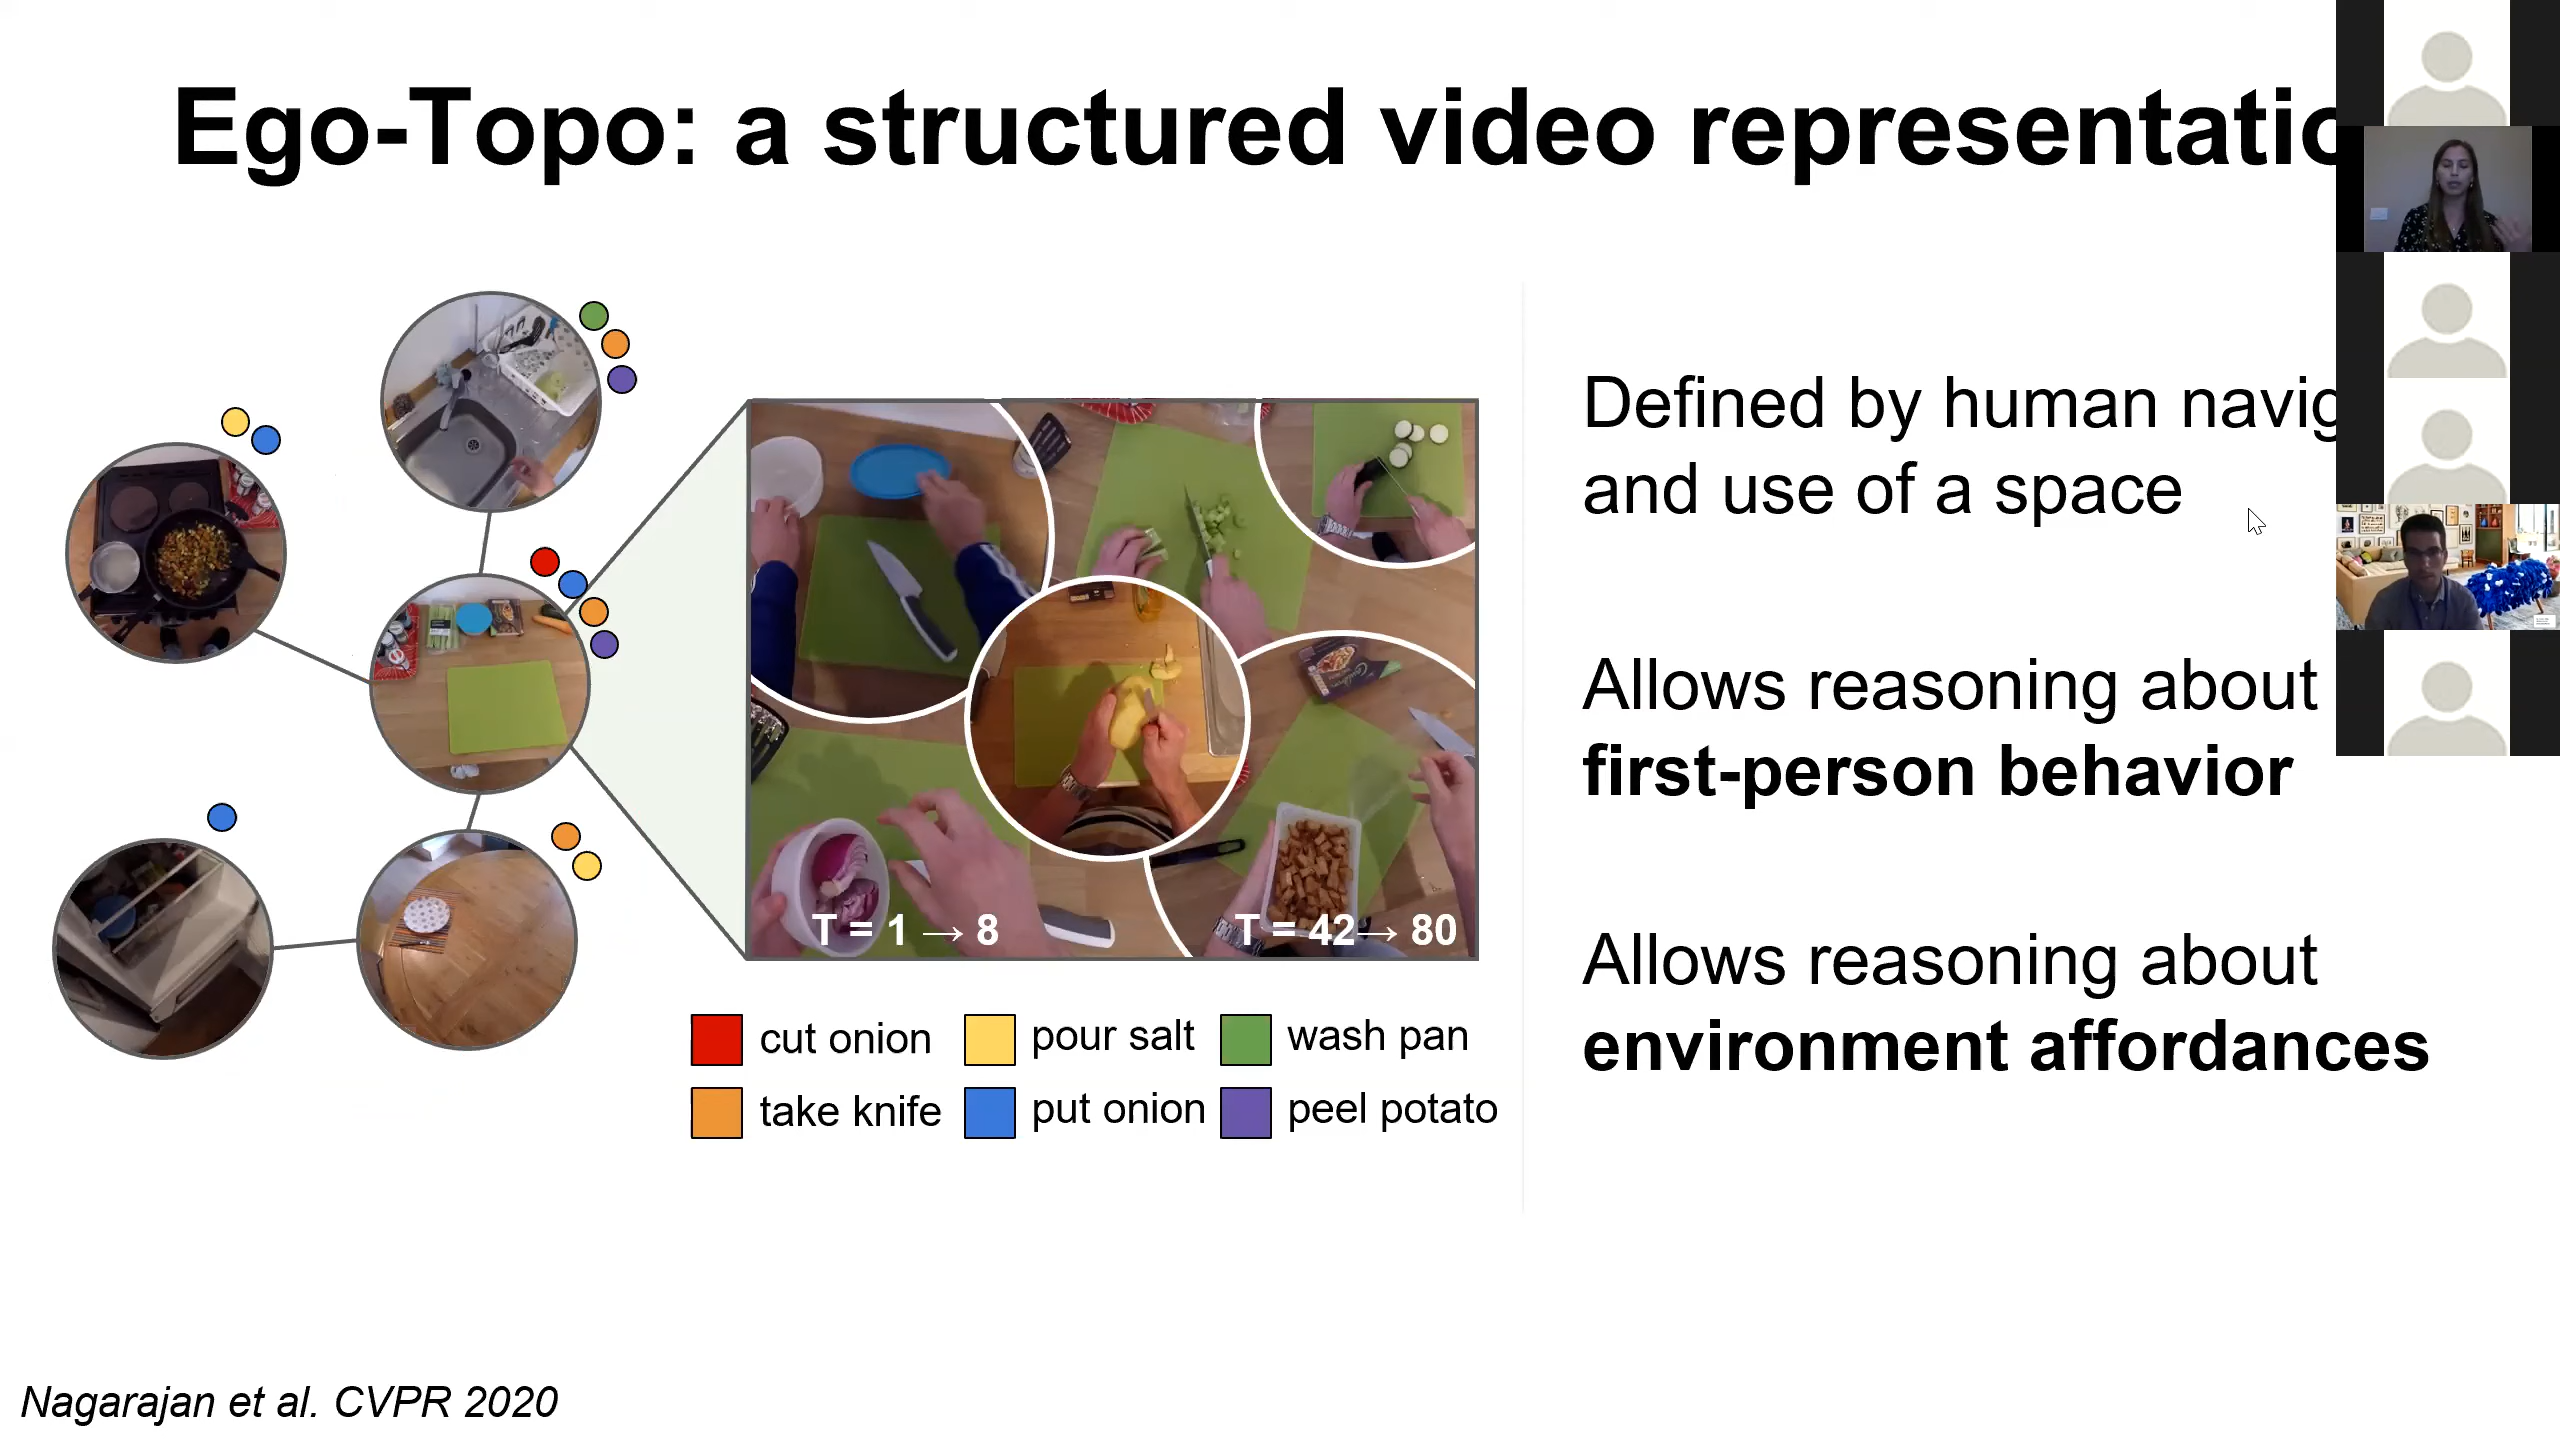 Ego-Topo: a structured video
Defined by human
and use of a space
Allows reasoning about
first-person behavior
Allows reasoning about
environment affordances
T = 1 → 8
T = 42 → 80
cut onion
pour salt
wash pan
take knife
put onion
peel potato
Nagarajan et al. CVPR 2020